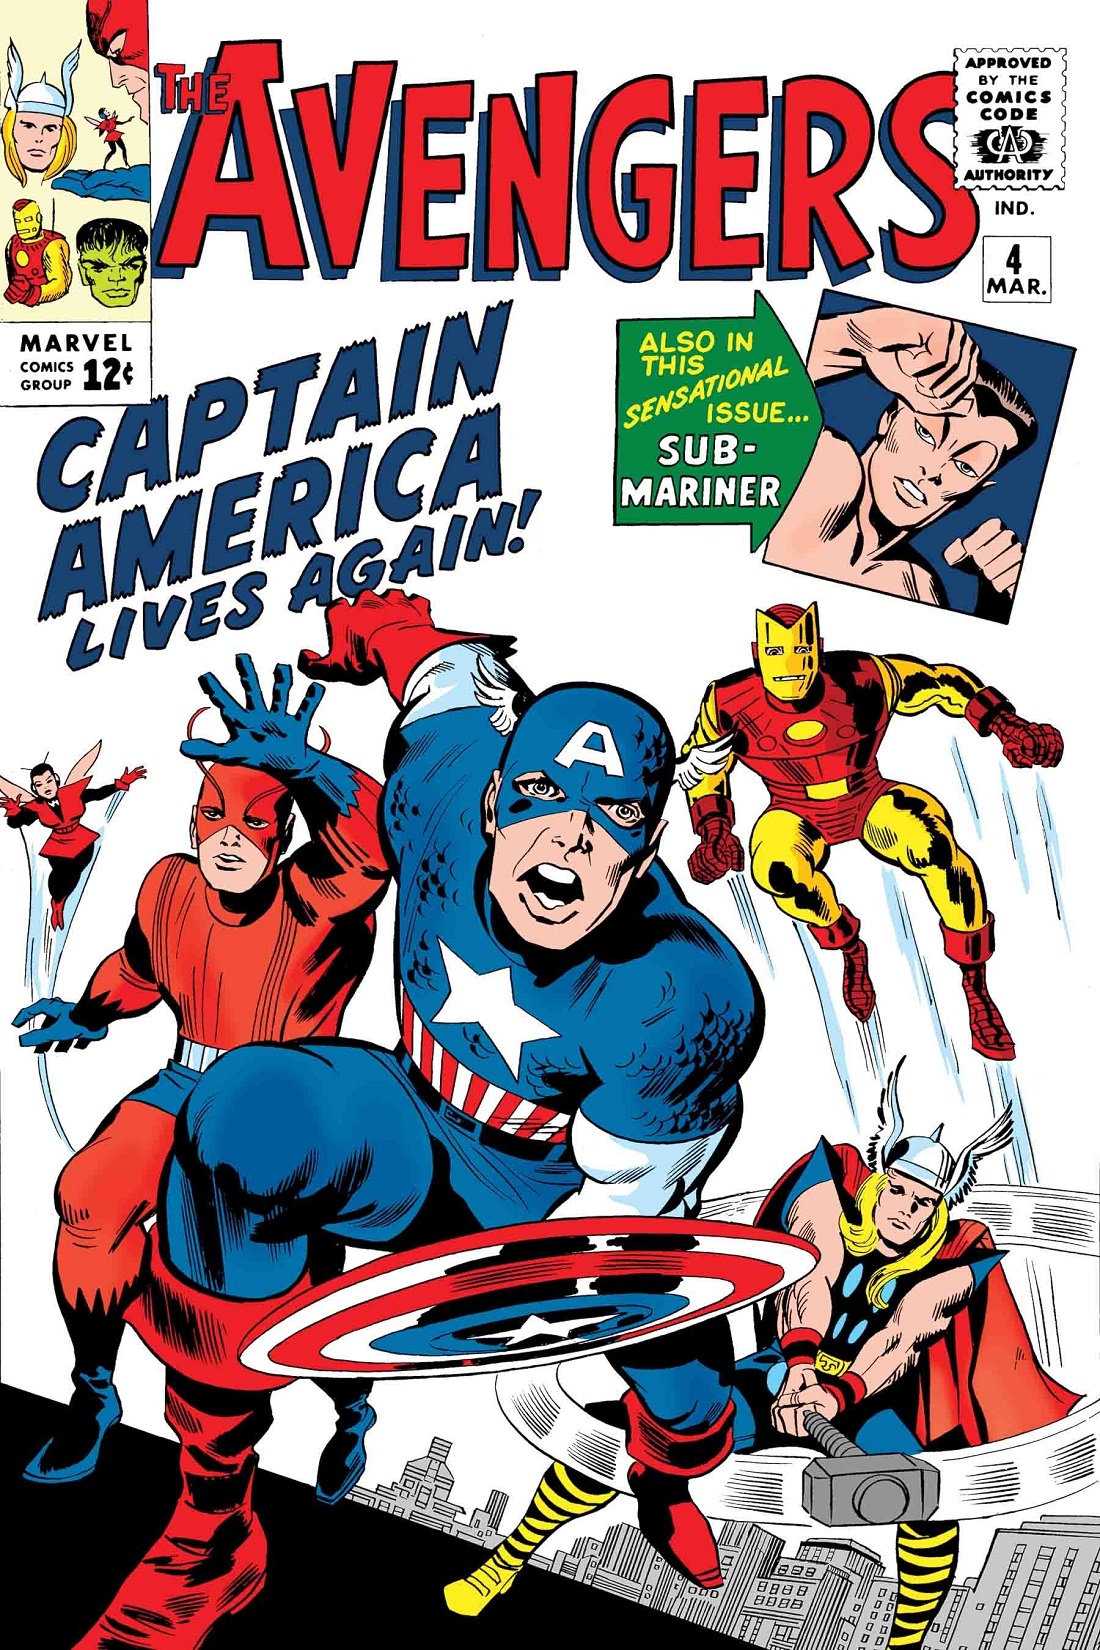 THE AVENGERS
APPROVED
BY THE
COMICS
CODE
CA
AUTHORITY
IND.
4
MAR.
MARVEL
COMICS
GROUP 12¢
CAPTAIN
AMERICA
LIVES AGAIN!
ALSO IN
THIS
SENSATIONAL
ISSUE...
SUB-
MARINER
A